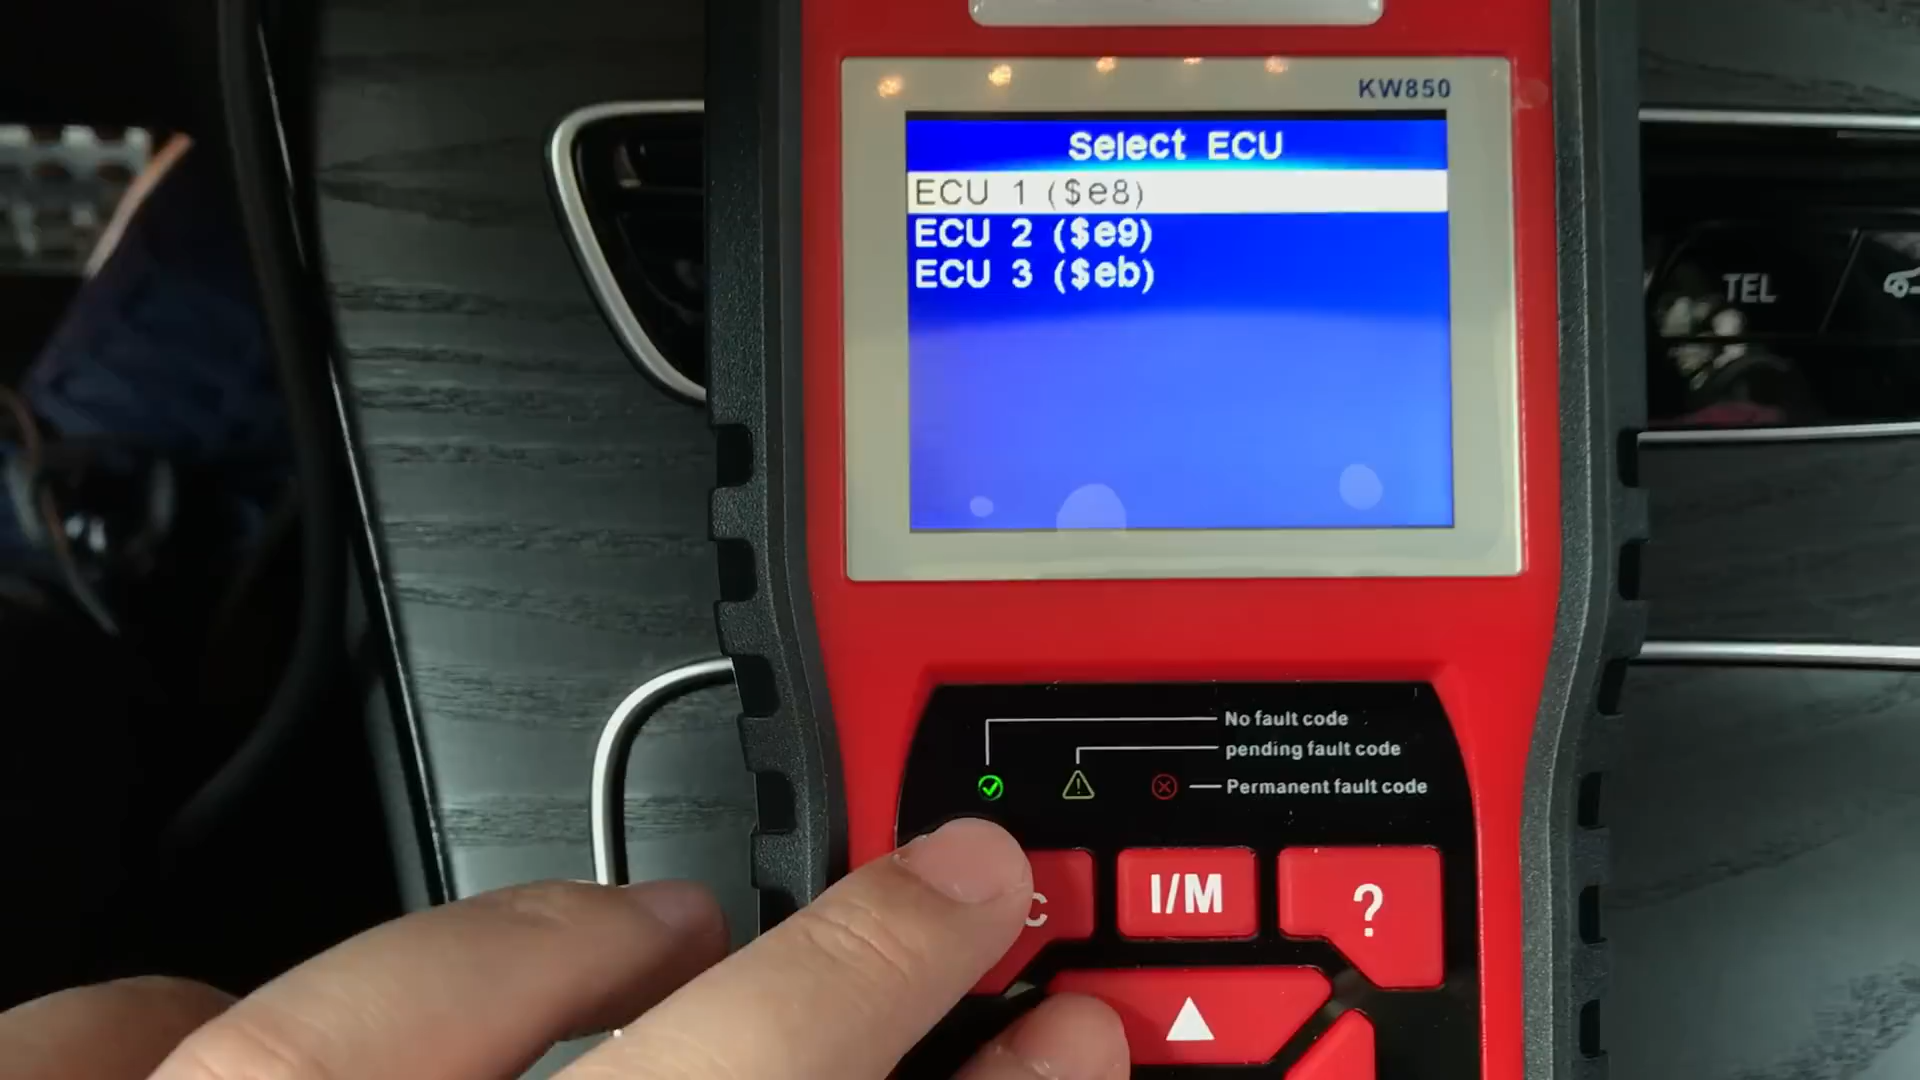 KW850
Select ECU
ECU 1 ($e8)
ECU 2 ($e9)
ECU 3 ($eb)
TEL
No fault code
pending fault code
Permanent fault code
C
I/M
?